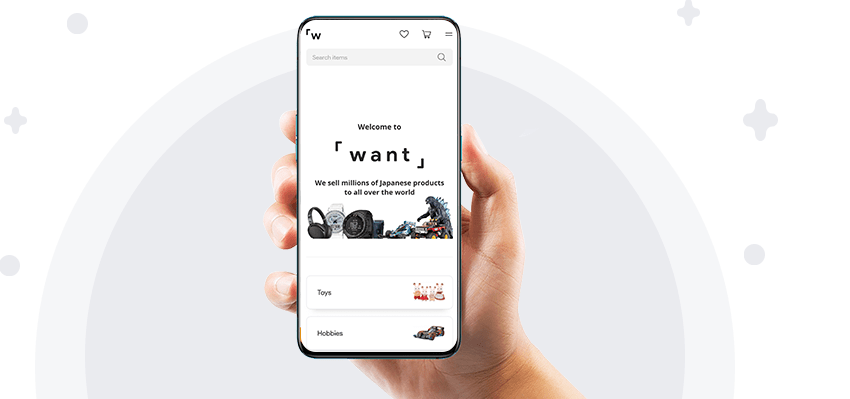 「w
Search items
Welcome to
「want」
We sell millions of Japanese products
to all over the world
Toys
Hobbies